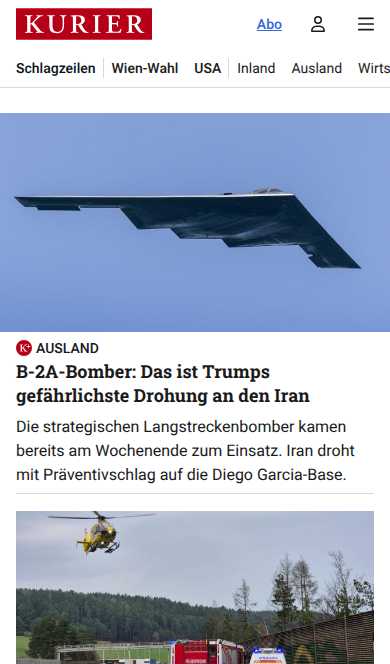 KURIER
Abo
Schlagzeilen Wien-Wahl USA Inland Ausland Wirts
K+ AUSLAND
B-2A-Bomber: Das ist Trumps
gefährlichste Drohung an den Iran
Die strategischen Langstreckenbomber kamen
bereits am Wochenende zum Einsatz. Iran droht
mit Präventivschlag auf die Diego Garcia-Base.